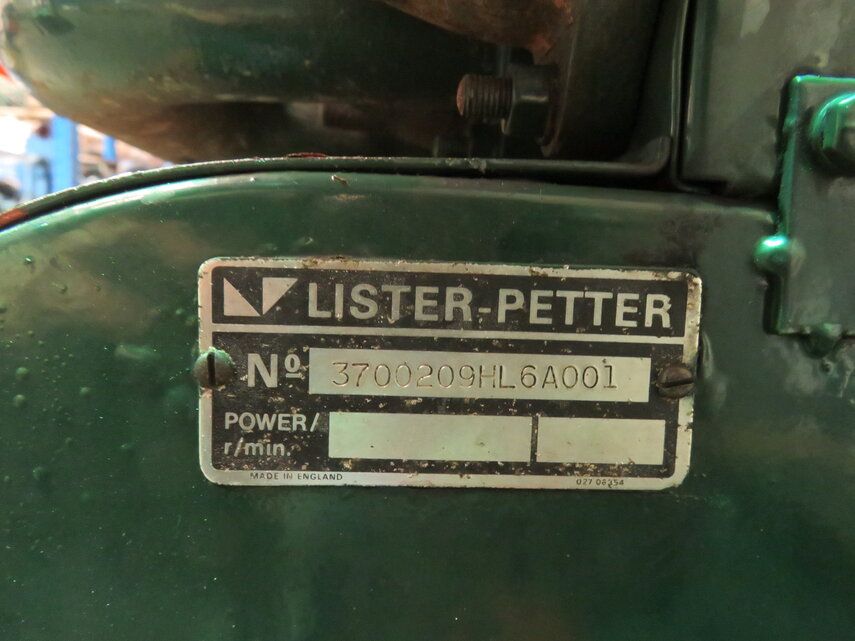 LISTER-PETTER
Nº 3700209HL6A001
POWER/
r/min.
MADE IN ENGLAND 027 08354